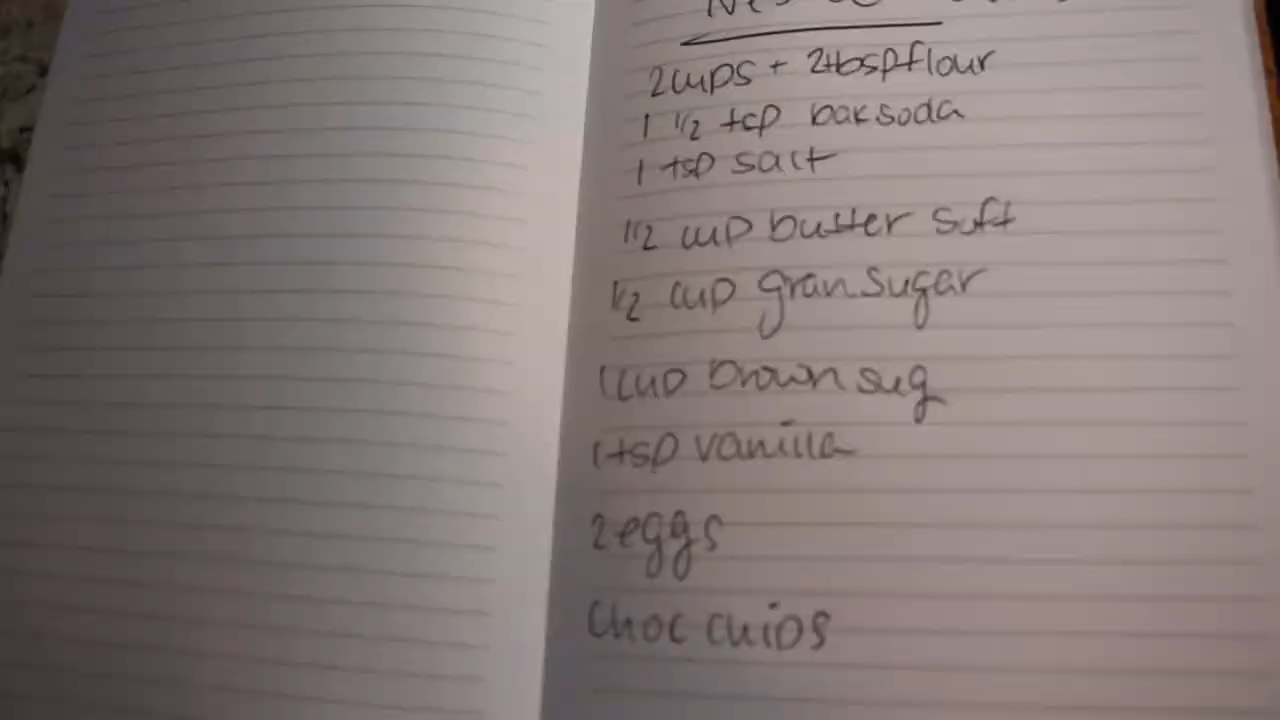 2cups + 2tbsp flour
1 1/2 tsp bak soda
1 tsp salt
1/2 cup butter soft
1/2 cup gran sugar
1 cup brown sug
1 tsp vanilla
2 eggs
choc chips